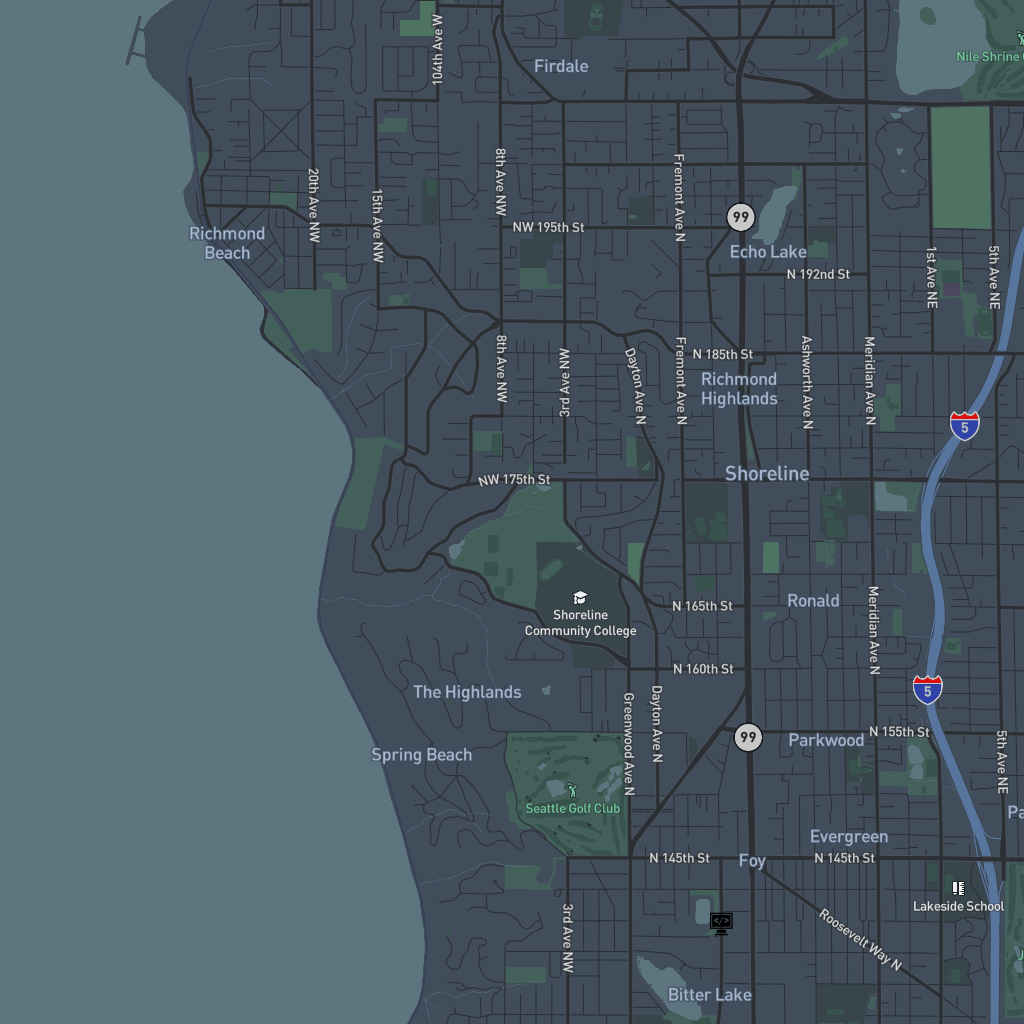 104th Ave W
Firdale
Nile Shrine
8th Ave NW
Fremont Ave N
20th Ave NW
15th Ave NW
99
NW 195th St
Richmond
Beach
Echo Lake
N 192nd St
1st Ave NE
5th Ave NE
8th Ave NW
3rd Ave NW
Dayton Ave N
Fremont Ave N
N 185th St
Ashworth Ave N
Meridian Ave N
Richmond
Highlands
5
Shoreline
NW 175th St
Ronald
Meridian Ave N
N 165th St
Shoreline
Community College
N 160th St
The Highlands
5
Greenwood Ave N
Dayton Ave N
99
N 155th St
Parkwood
Spring Beach
5th Ave NE
Seattle Golf Club
Evergreen
N 145th St
Foy
N 145th St
Lakeside School
3rd Ave NW
</>
Roosevelt Way N
Bitter Lake